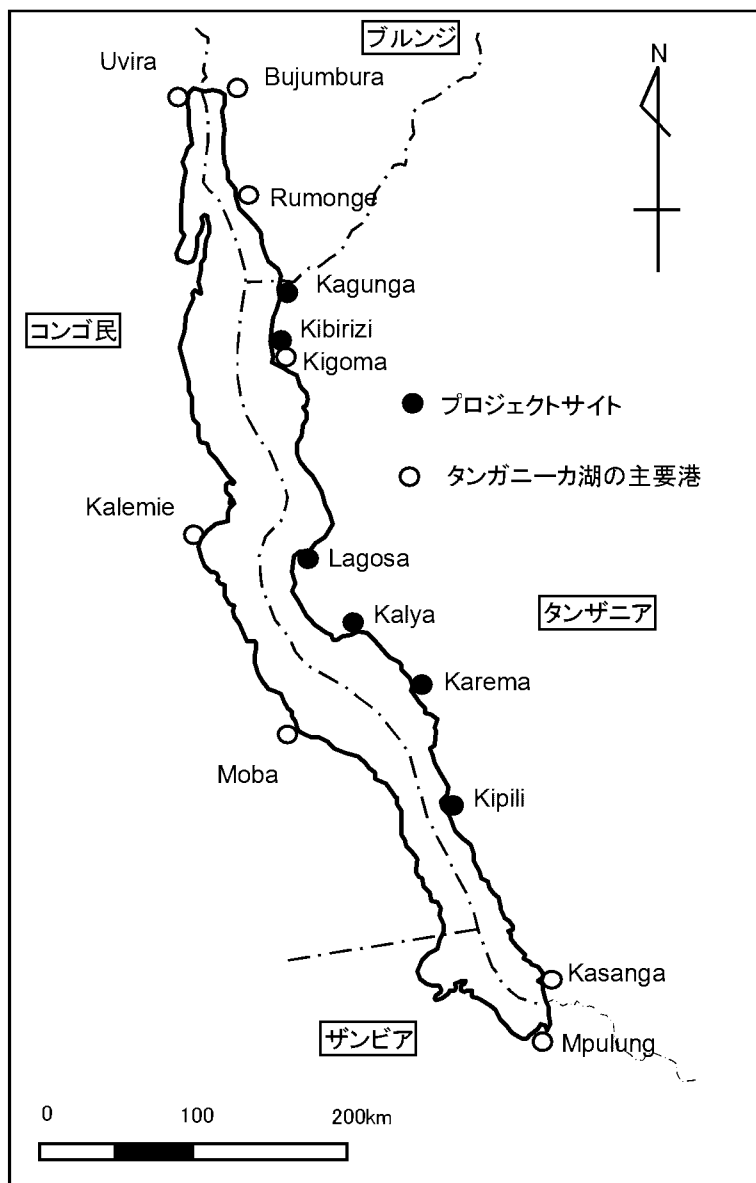 ブルンジ
N
Uvira
Bujumbura
Rumonge
Kagunga
コンゴ民
Kibirizi
Kigoma
プロジェクトサイト
タンガニーカ湖の主要港
Kalemie
Lagosa
タンザニア
Kalya
Karema
Moba
Kipili
Kasanga
ザンビア
Mpulung
0 100 200km